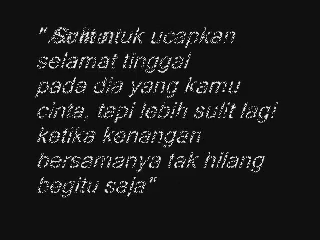 " Sulit untuk ucapkan
selamat tinggal
pada dia yang kamu
cinta, tapi lebih sulit lagi
ketika kenangan
bersamanya tak hilang
begitu saja"